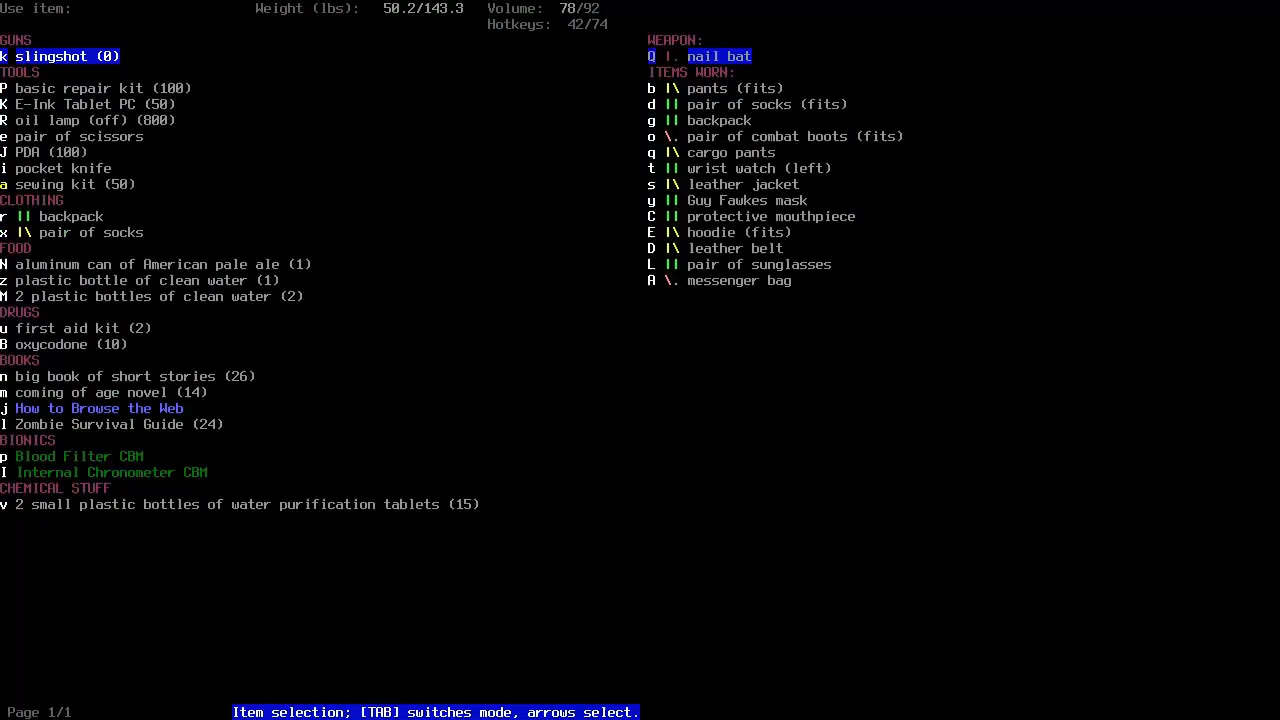 Use item: Weight (lbs): 50.2/143.3 Volume: 78/92
Hotkeys: 42/74
GUNS
k slingshot (0)
TOOLS
P basic repair kit (100)
K E-Ink Tablet PC (50)
R oil lamp (off) (800)
e pair of scissors
J PDA (100)
i pocket knife
a sewing kit (50)
CLOTHING
r || backpack
x |\ pair of socks
FOOD
N aluminum can of American pale ale (1)
z plastic bottle of clean water (1)
M 2 plastic bottles of clean water (2)
DRUGS
u first aid kit (2)
B oxycodone (10)
BOOKS
n big book of short stories (26)
m coming of age novel (14)
j How to Browse the Web
l Zombie Survival Guide (24)
BIONICS
p Blood Filter CBM
I Internal Chronometer CBM
CHEMICAL STUFF
v 2 small plastic bottles of water purification tablets (15)
WEAPON:
Q |. nail bat
ITEMS WORN:
b |\ pants (fits)
d || pair of socks (fits)
g || backpack
o \. pair of combat boots (fits)
q |\ cargo pants
t || wrist watch (left)
s |\ leather jacket
y || Guy Fawkes mask
C || protective mouthpiece
E |\ hoodie (fits)
D |\ leather belt
L || pair of sunglasses
A \. messenger bag
Page 1/1 Item selection; [TAB] switches mode, arrows select.